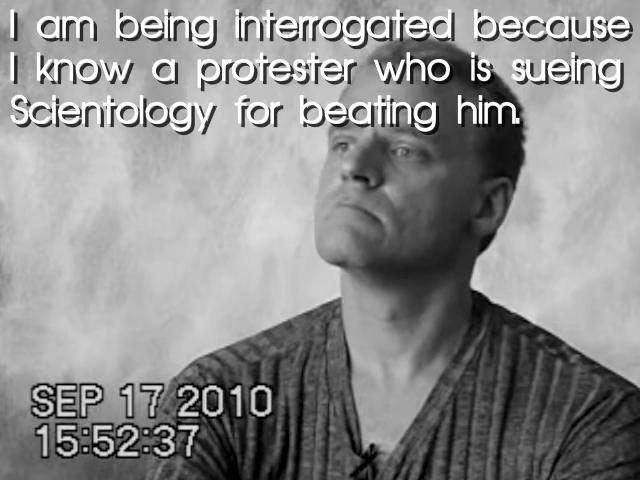 I am being interrogated because
I know a protester who is sueing
Scientology for beating him.
SEP 17 2010
15:52:37